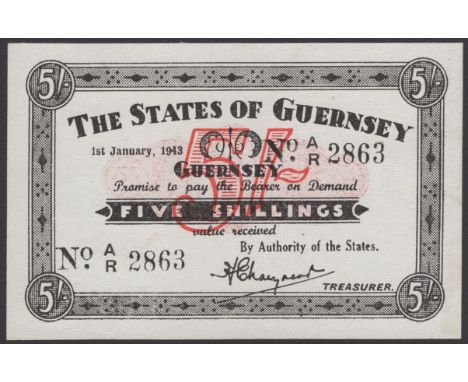 5/- 5/-
THE STATES OF GUERNSEY
1st January, 1943 No. A/R 2863
5/-
GUERNSEY
Promise to pay the Bearer on Demand
FIVE SHILLINGS
value received
By Authority of the States.
No. A/R 2863
TREASURER.
5/- 5/-